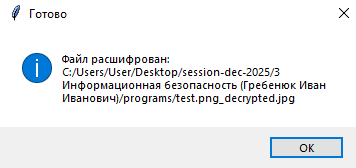 Готово
Файл расшифрован:
C:/Users/User/Desktop/session-dec-2025/3
Информационная безопасность (Гребенюк Иван
Иванович)/programs/test.png_decrypted.jpg
OK